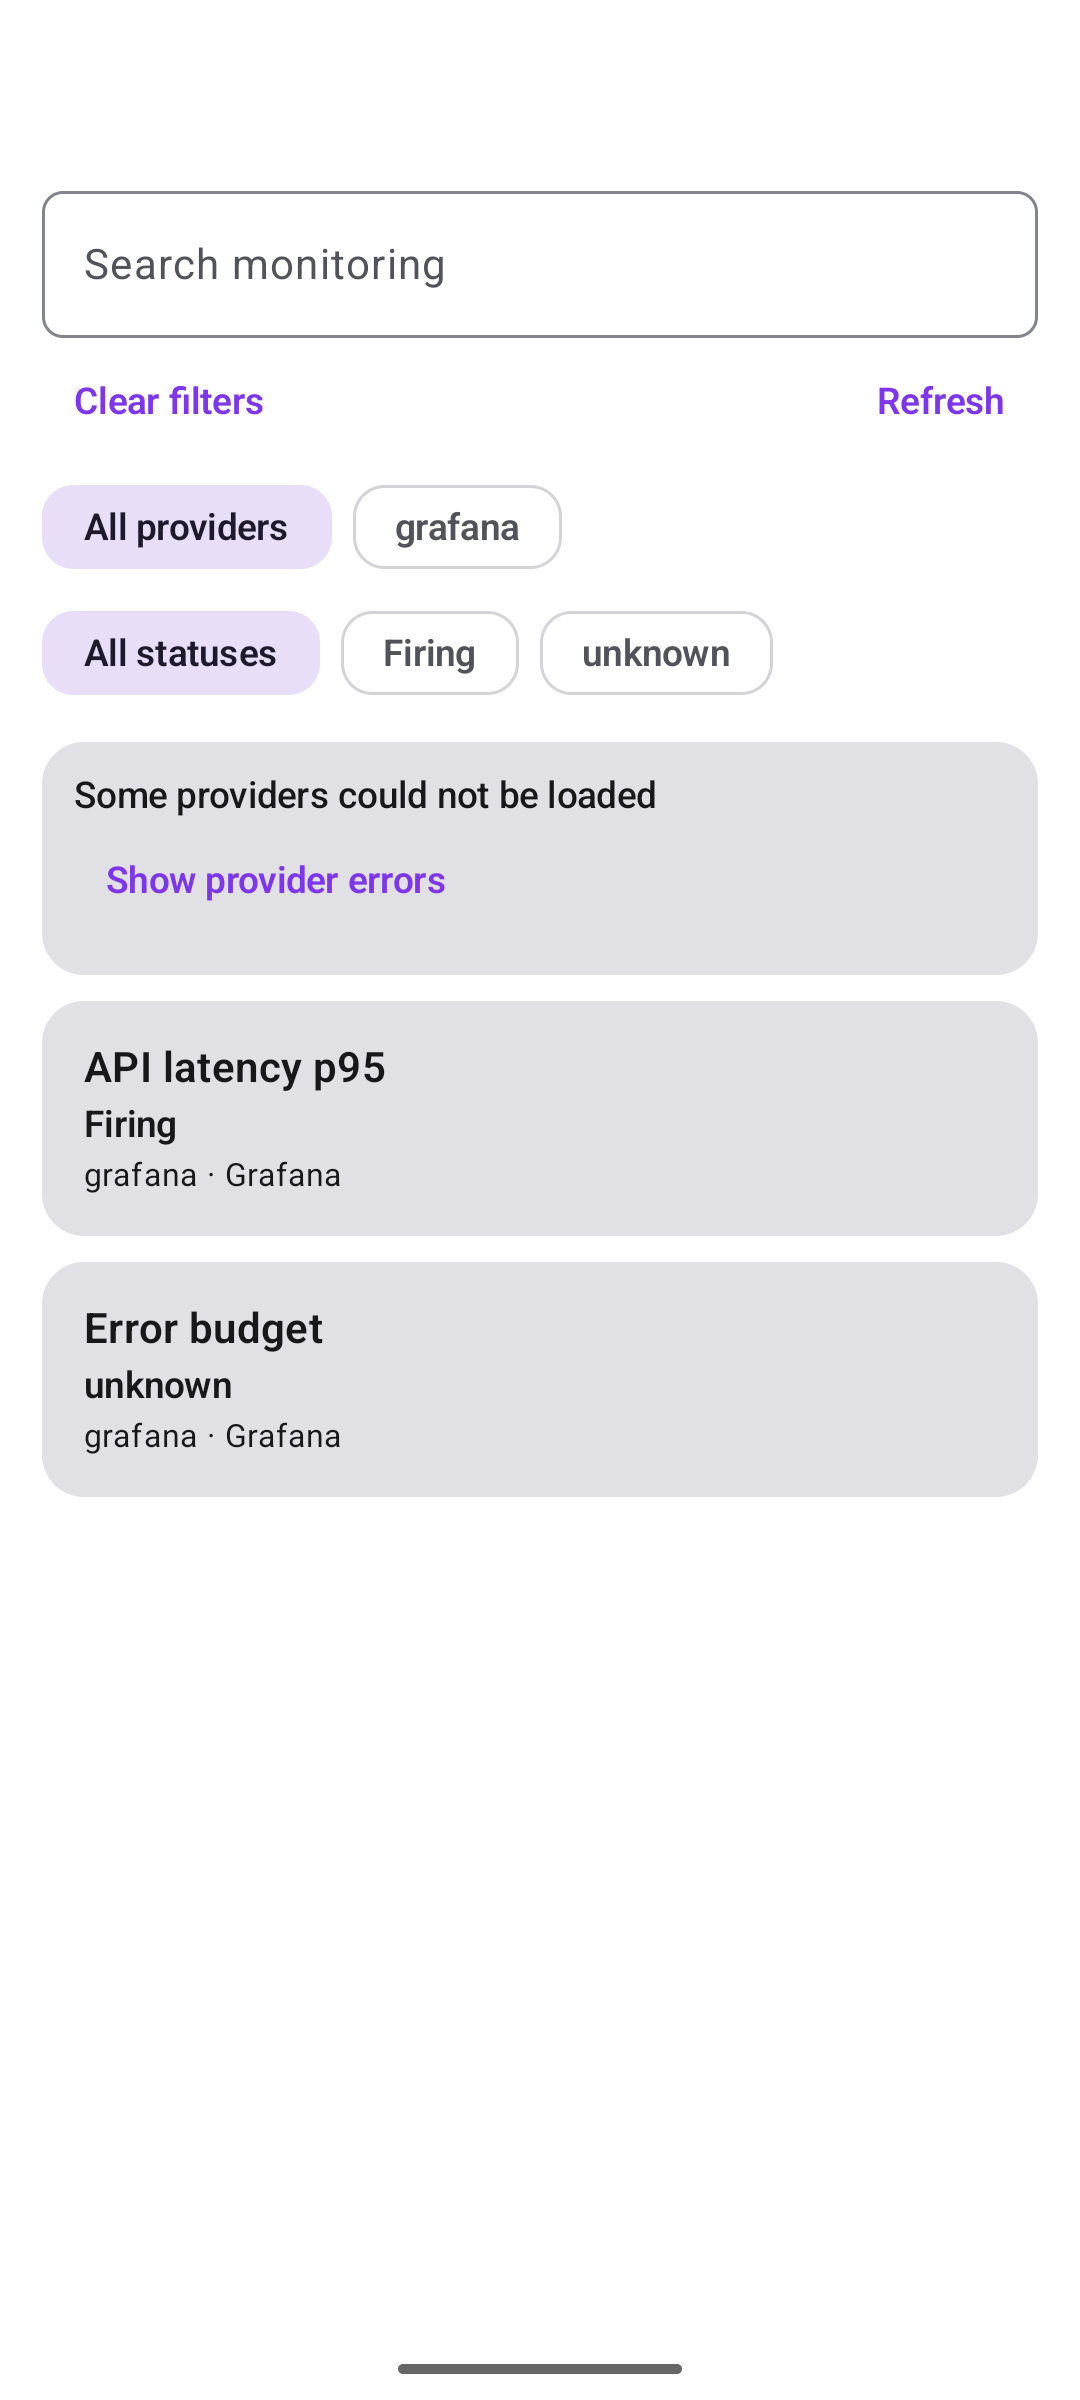 Search monitoring
Clear filters
Refresh
All providers
grafana
All statuses
Firing
unknown
Some providers could not be loaded
Show provider errors
API latency p95
Firing
grafana · Grafana
Error budget
unknown
grafana · Grafana